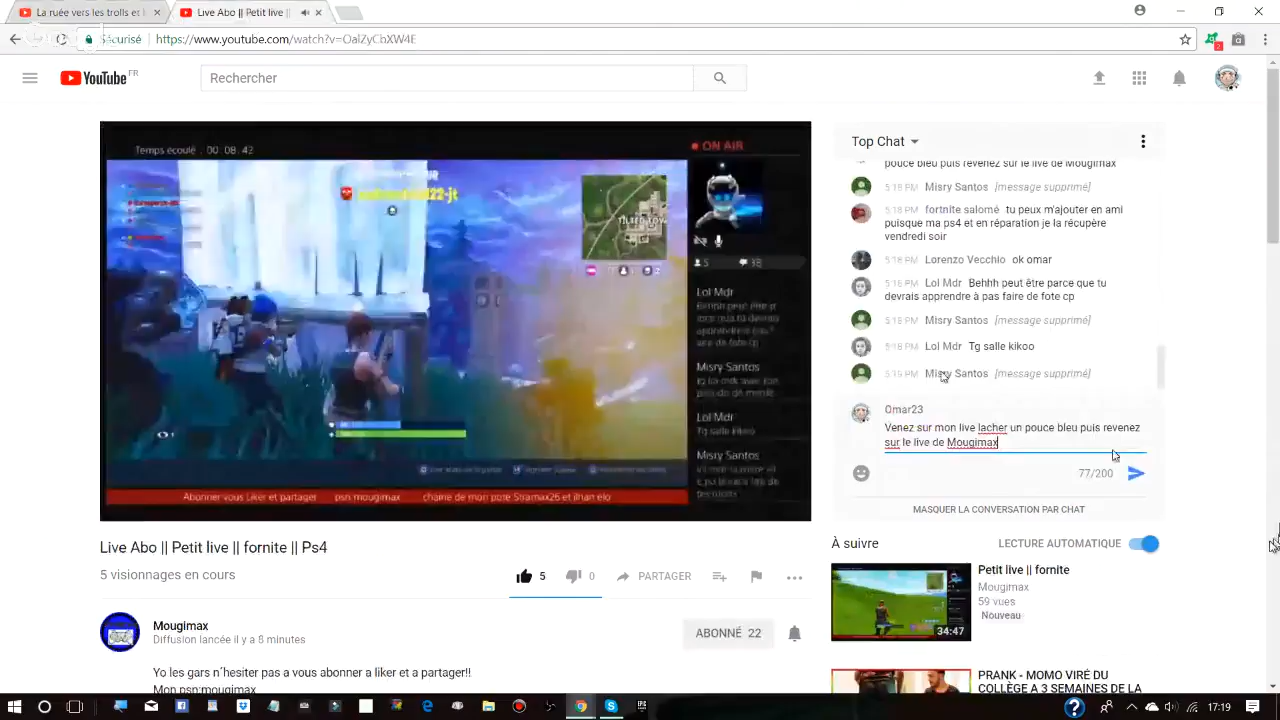 La ruée vers les trolls et l
Live Abo || Petit live ||
Sécurisé https://www.youtube.com/watch?v=OalZyCbXW4E
YouTube FR
Rechercher
Temps écoulé . 00:08:42
ON AIR
TILTED TOW
Lol Mdr
Misry Santos
Lol Mdr
Tg salle kikoo
Misry Santos
Abonner vous Liker et partager psn:mougimax chaine de mon pote Stramax26 et ilhan elo
Top Chat
pouce bleu puis revenez sur le live de Mougimax
5:18 PM Misry Santos [message supprimé]
5:18 PM fortnite salomé tu peux m'ajouter en ami
puisque ma ps4 et en réparation je la récupère
vendredi soir
5:18 PM Lorenzo Vecchio ok omar
5:18 PM Lol Mdr Behhh peut être parce que tu
devrais apprendre à pas faire de fote cp
5:18 PM Misry Santos [message supprimé]
5:18 PM Lol Mdr Tg salle kikoo
5:19 PM Misry Santos [message supprimé]
Omar23
Venez sur mon live lacher un pouce bleu puis revenez
sur le live de Mougimax
77/200
MASQUER LA CONVERSATION PAR CHAT
Live Abo || Petit live || fornite || Ps4
5 visionnages en cours
5 0 PARTAGER
Mougimax
Diffusion lancée il y a 8 minutes
ABONNÉ 22
Yo les gars n´hesiter pas a vous abonner a liker et a partager!!
Mon psn:mougimax
À suivre
LECTURE AUTOMATIQUE
Petit live || fornite
Mougimax
59 vues
Nouveau
34:47
PRANK - MOMO VIRÉ DU
COLLÈGE A 3 SEMAINES DE LA
17:19